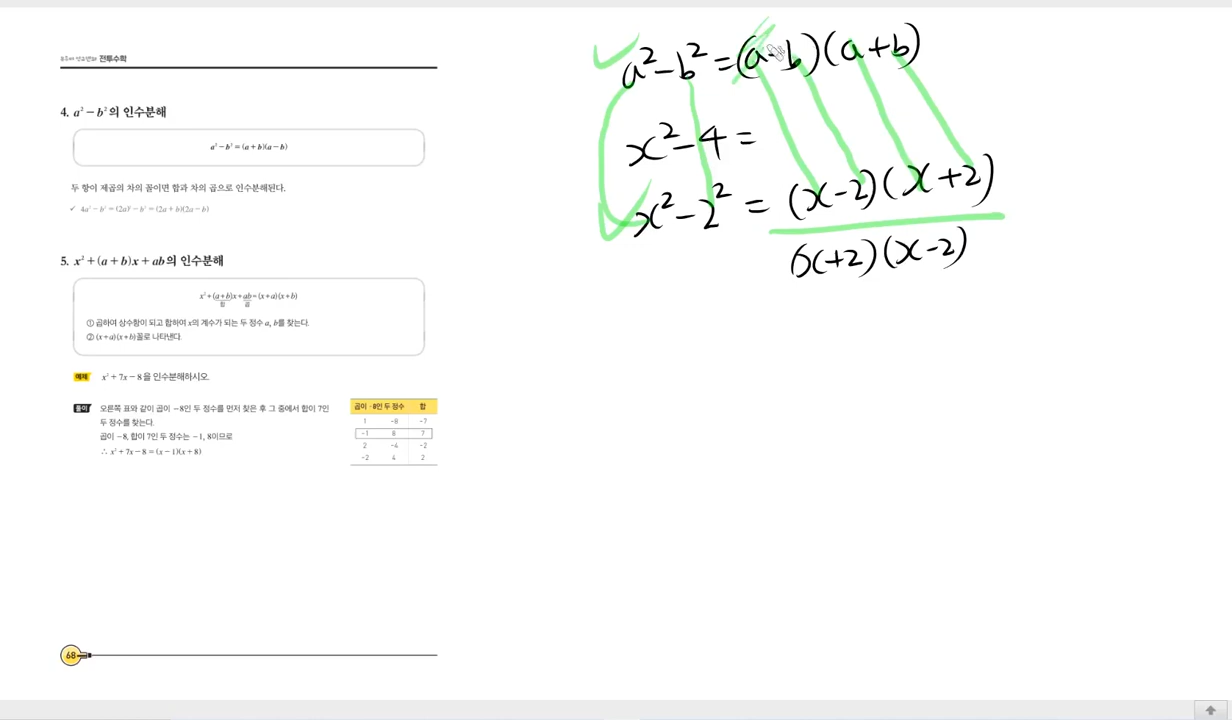 전투수학
4. a² − b²의 인수분해
a² − b² = (a+b)(a−b)
두 항이 제곱의 차의 꼴이면 합과 차의 곱으로 인수분해된다.
✓ 4a² − b² = (2a)² − b² = (2a+b)(2a−b)
5. x² + (a+b)x + ab의 인수분해
x² + (a+b)x + ab = (x+a)(x+b)
합 곱
① 곱하여 상수항이 되고 합하여 x의 계수가 되는 두 정수 a, b를 찾는다.
② (x+a)(x+b)꼴로 나타낸다.
예제 x² + 7x − 8을 인수분해하시오.
풀이 오른쪽 표와 같이 곱이 −8인 두 정수를 먼저 찾은 후 그 중에서 합이 7인
두 정수를 찾는다.
곱이 −8, 합이 7인 두 정수는 −1, 8이므로
∴ x² + 7x − 8 = (x−1)(x+8)
곱이 −8인 두 정수 합
1 −8 −7
−1 8 7
2 −4 −2
−2 4 2
68
a² − b² = (a−b)(a+b)
x² − 4 =
x² − 2² = (x−2)(x+2)
(x+2)(x−2)